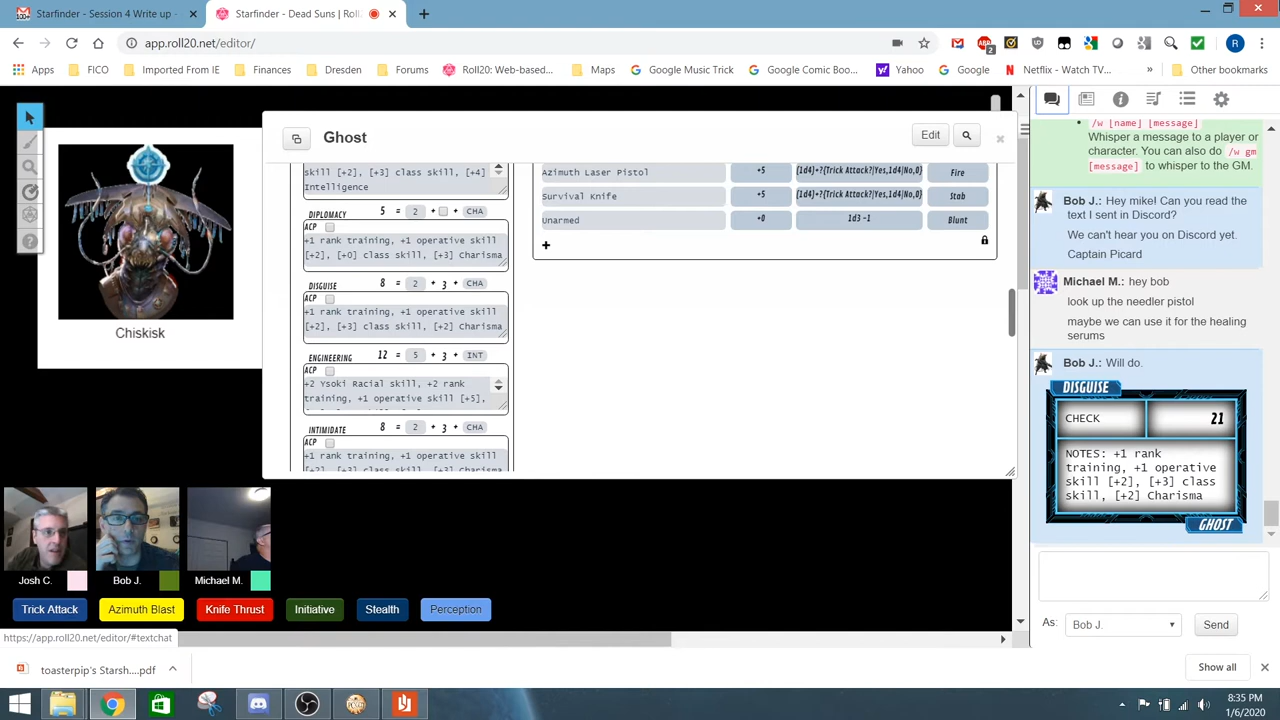 Starfinder - Session 4 Write up -
Starfinder - Dead Suns | Roll2
app.roll20.net/editor/
Apps
FICO
Imported From IE
Finances
Dresden
Forums
Roll20: Web-based...
Maps
Google Music Trick
Google Comic Boo...
Yahoo
Google
Netflix - Watch TV...
»
Other bookmarks
Ghost
Edit
skill [+2], [+3] class skill, [+4]
Intelligence
DIPLOMACY 5 = 2 + + CHA
ACP
+1 rank training, +1 operative skill
[+2], [+0] class skill, [+3] Charisma
DISGUISE 8 = 2 + 3 + CHA
ACP
+1 rank training, +1 operative skill
[+2], [+3] class skill, [+2] Charisma
ENGINEERING 12 = 5 + 3 + INT
ACP
+2 Ysoki Racial skill, +2 rank
training, +1 operative skill [+5],
INTIMIDATE 8 = 2 + 3 + CHA
ACP
+1 rank training, +1 operative skill
[+2], [+3] class skill, [+3] Charisma
Azimuth Laser Pistol +5 (1d4)+?{Trick Attack?|Yes,1d4|No,0} Fire
Survival Knife +5 (1d4)+?{Trick Attack?|Yes,1d4|No,0} Stab
Unarmed +0 1d3 -1 Blunt
+
Chiskisk
Josh C.
Bob J.
Michael M.
Trick Attack
Azimuth Blast
Knife Thrust
Initiative
Stealth
Perception
https://app.roll20.net/editor/#textchat
/w [name] [message]
Whisper a message to a player
or character. You can also do /w gm
[message] to whisper to the GM.
Bob J.: Hey mike! Can you read the
text I sent in Discord?
We can't hear you on Discord yet.
Captain Picard
Michael M.: hey bob
look up the needler pistol
maybe we can use it for the healing
serums
Bob J.: Will do.
DISGUISE
CHECK 21
NOTES: +1 rank
training, +1 operative
skill [+2], [+3] class
skill, [+2] Charisma
GHOST
As: Bob J.
Send
toasterpip's Starsh....pdf
Show all
8:35 PM
1/6/2020